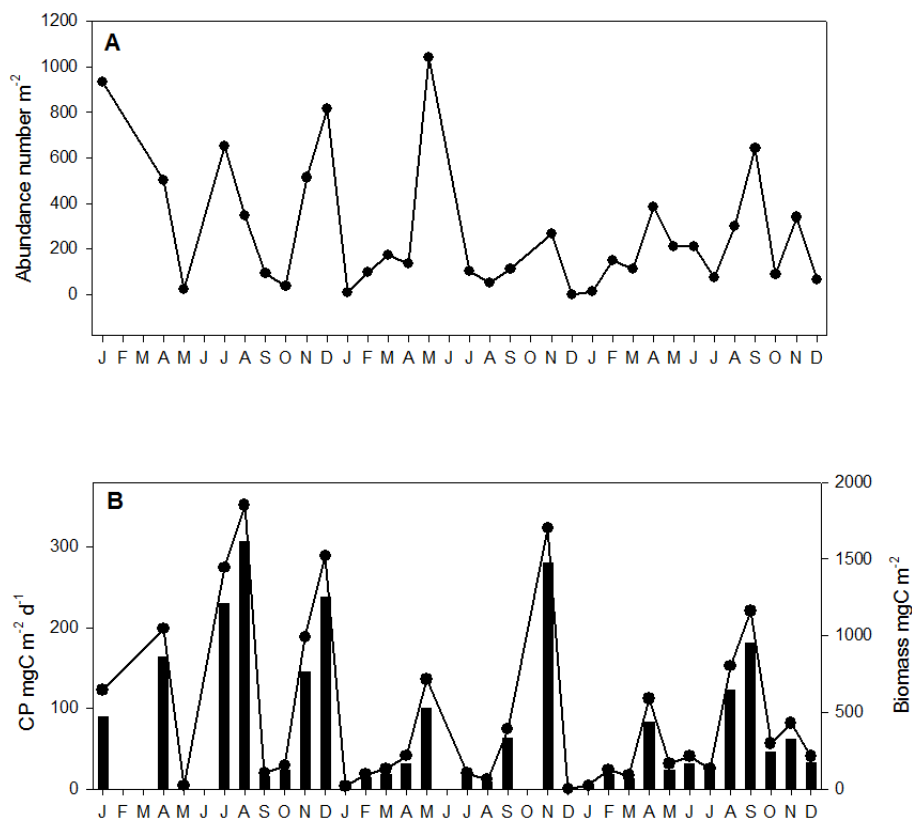 A
1200
1000
800
600
400
200
0
Abundance number m⁻²
J F M A M J J A S O N D J F M A M J J A S O N D J F M A M J J A S O N D
B
300
200
100
0
CP mgC m⁻² d⁻¹
2000
1500
1000
500
0
Biomass mgC m⁻²
J F M A M J J A S O N D J F M A M J J A S O N D J F M A M J J A S O N D